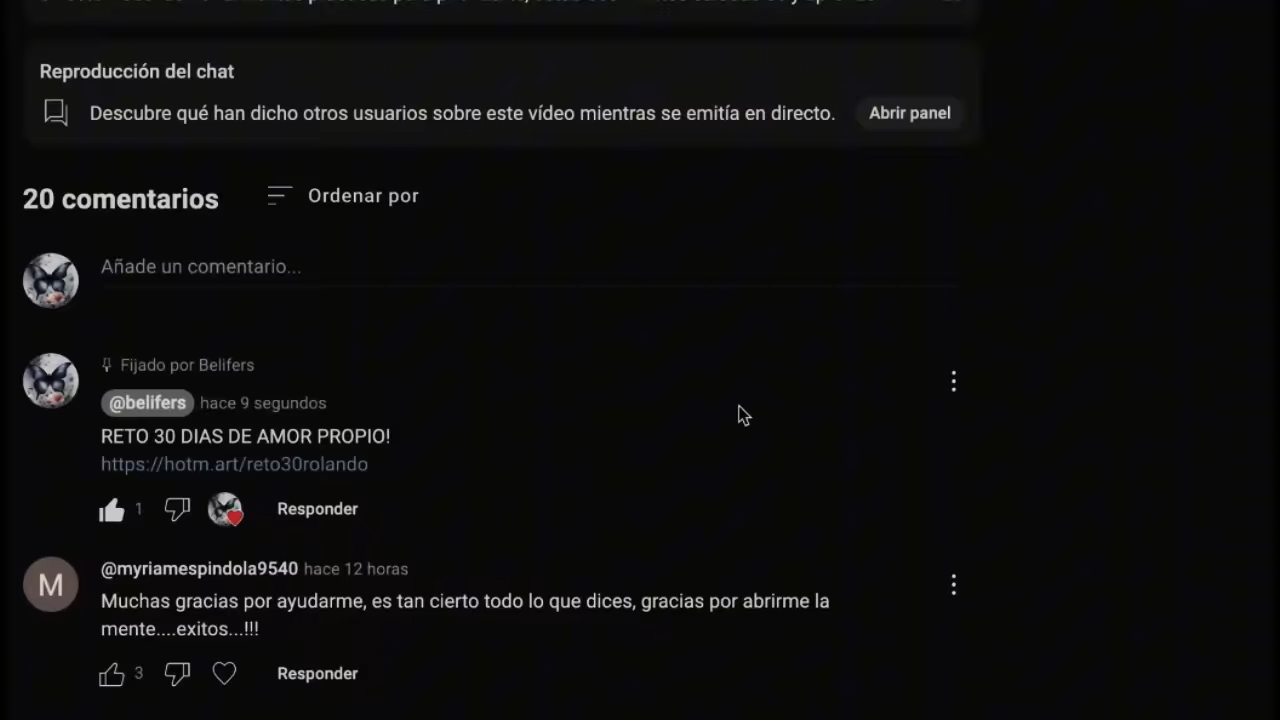 Reproducción del chat
Descubre qué han dicho otros usuarios sobre este vídeo mientras se emitía en directo.
Abrir panel
20 comentarios
Ordenar por
Añade un comentario...
Fijado por Belifers
@belifers hace 9 segundos
RETO 30 DIAS DE AMOR PROPIO!
https://hotm.art/reto30rolando
1
Responder
M
@myriamespindola9540 hace 12 horas
Muchas gracias por ayudarme, es tan cierto todo lo que dices, gracias por abrirme la
mente....exitos...!!!
3
Responder